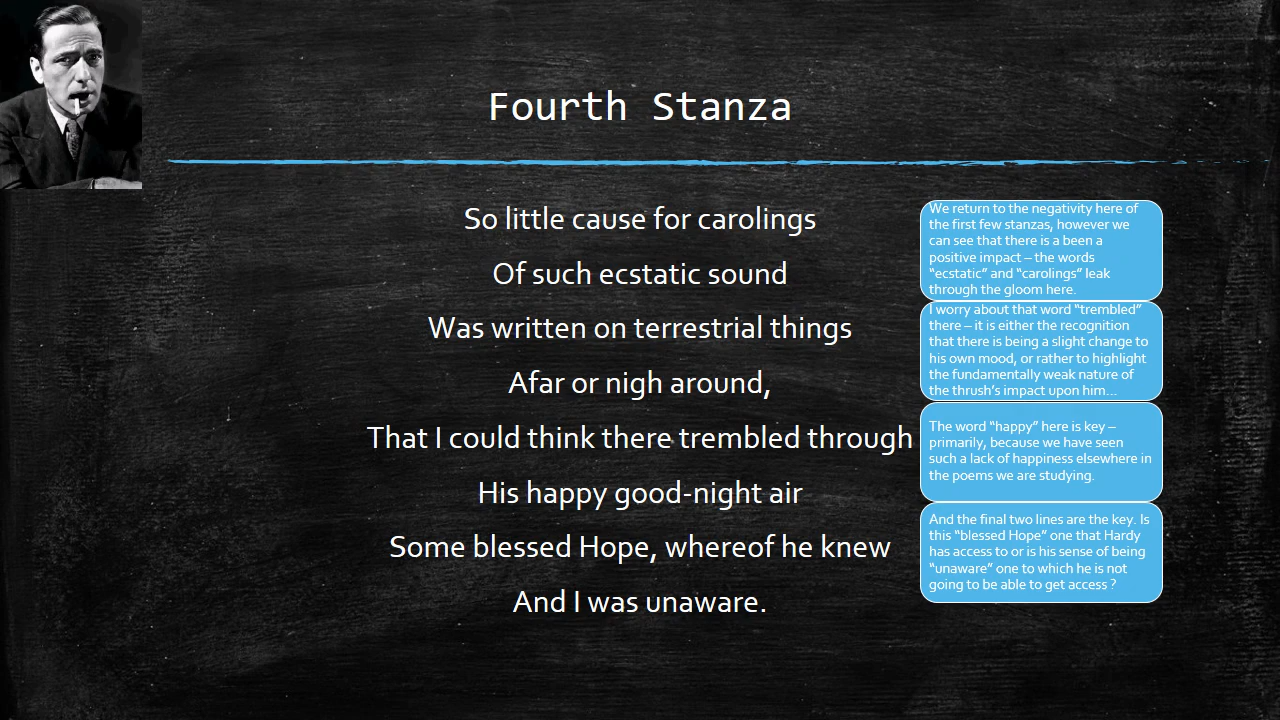 Fourth Stanza
So little cause for carolings
Of such ecstatic sound
Was written on terrestrial things
Afar or nigh around,
That I could think there trembled through
His happy good-night air
Some blessed Hope, whereof he knew
And I was unaware.
We return to the negativity here of
the first few stanzas, however we
can see that there is a been a
positive impact – the words
“ecstatic” and “carolings” leak
through the gloom here.
I worry about that word “trembled”
there – it is either the recognition
that there is being a slight change to
his own mood, or rather to highlight
the fundamentally weak nature of
the thrush’s impact upon him…
The word “happy” here is key –
primarily, because we have seen
such a lack of happiness elsewhere in
the poems we are studying.
And the final two lines are the key. Is
this “blessed Hope” one that Hardy
has access to or is his sense of being
“unaware” one to which he is not
going to be able to get access ?